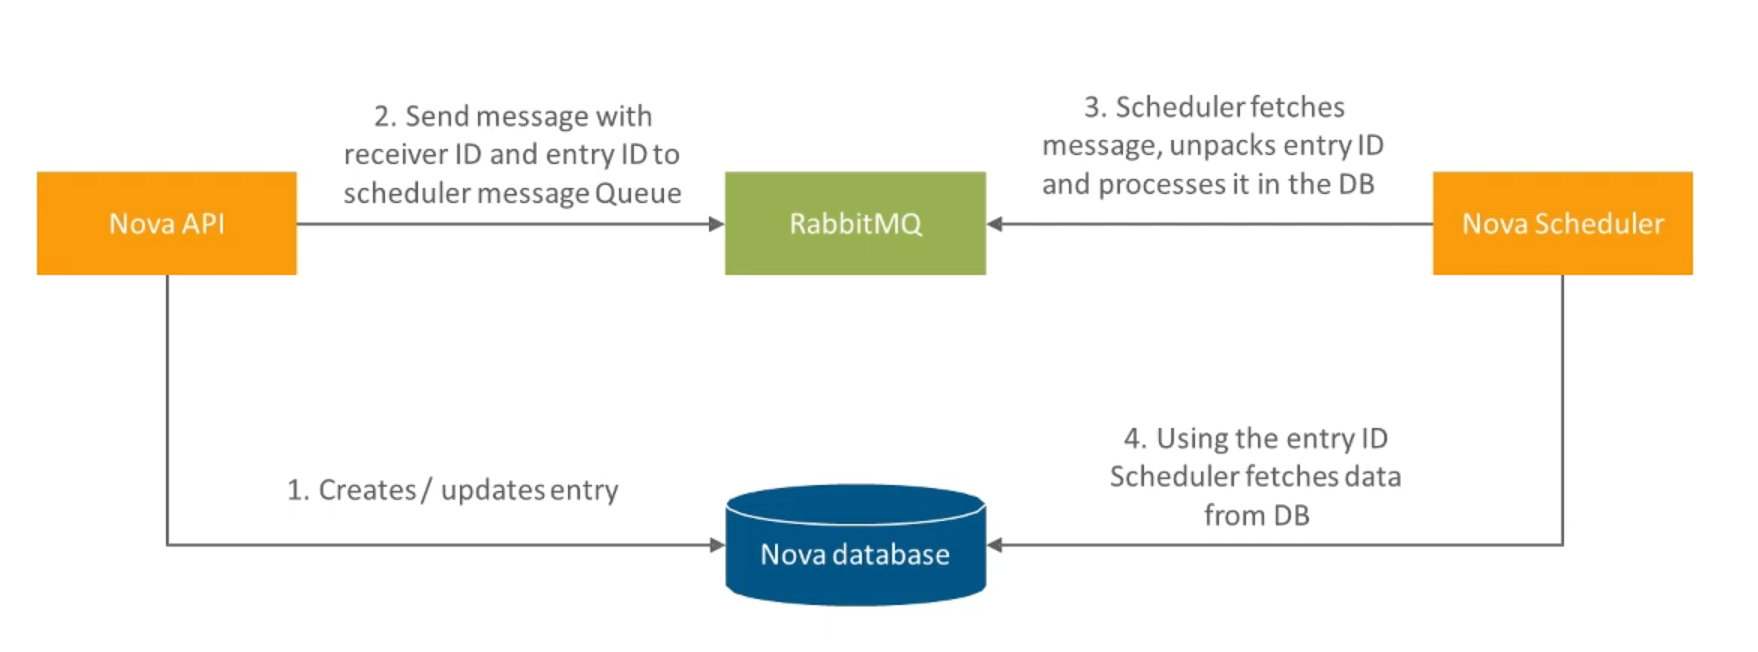 2. Send message with
receiver ID and entry ID to
scheduler message Queue
3. Scheduler fetches
message, unpacks entry ID
and processes it in the DB
Nova API
RabbitMQ
Nova Scheduler
1. Creates / updates entry
4. Using the entry ID
Scheduler fetches data
from DB
Nova database